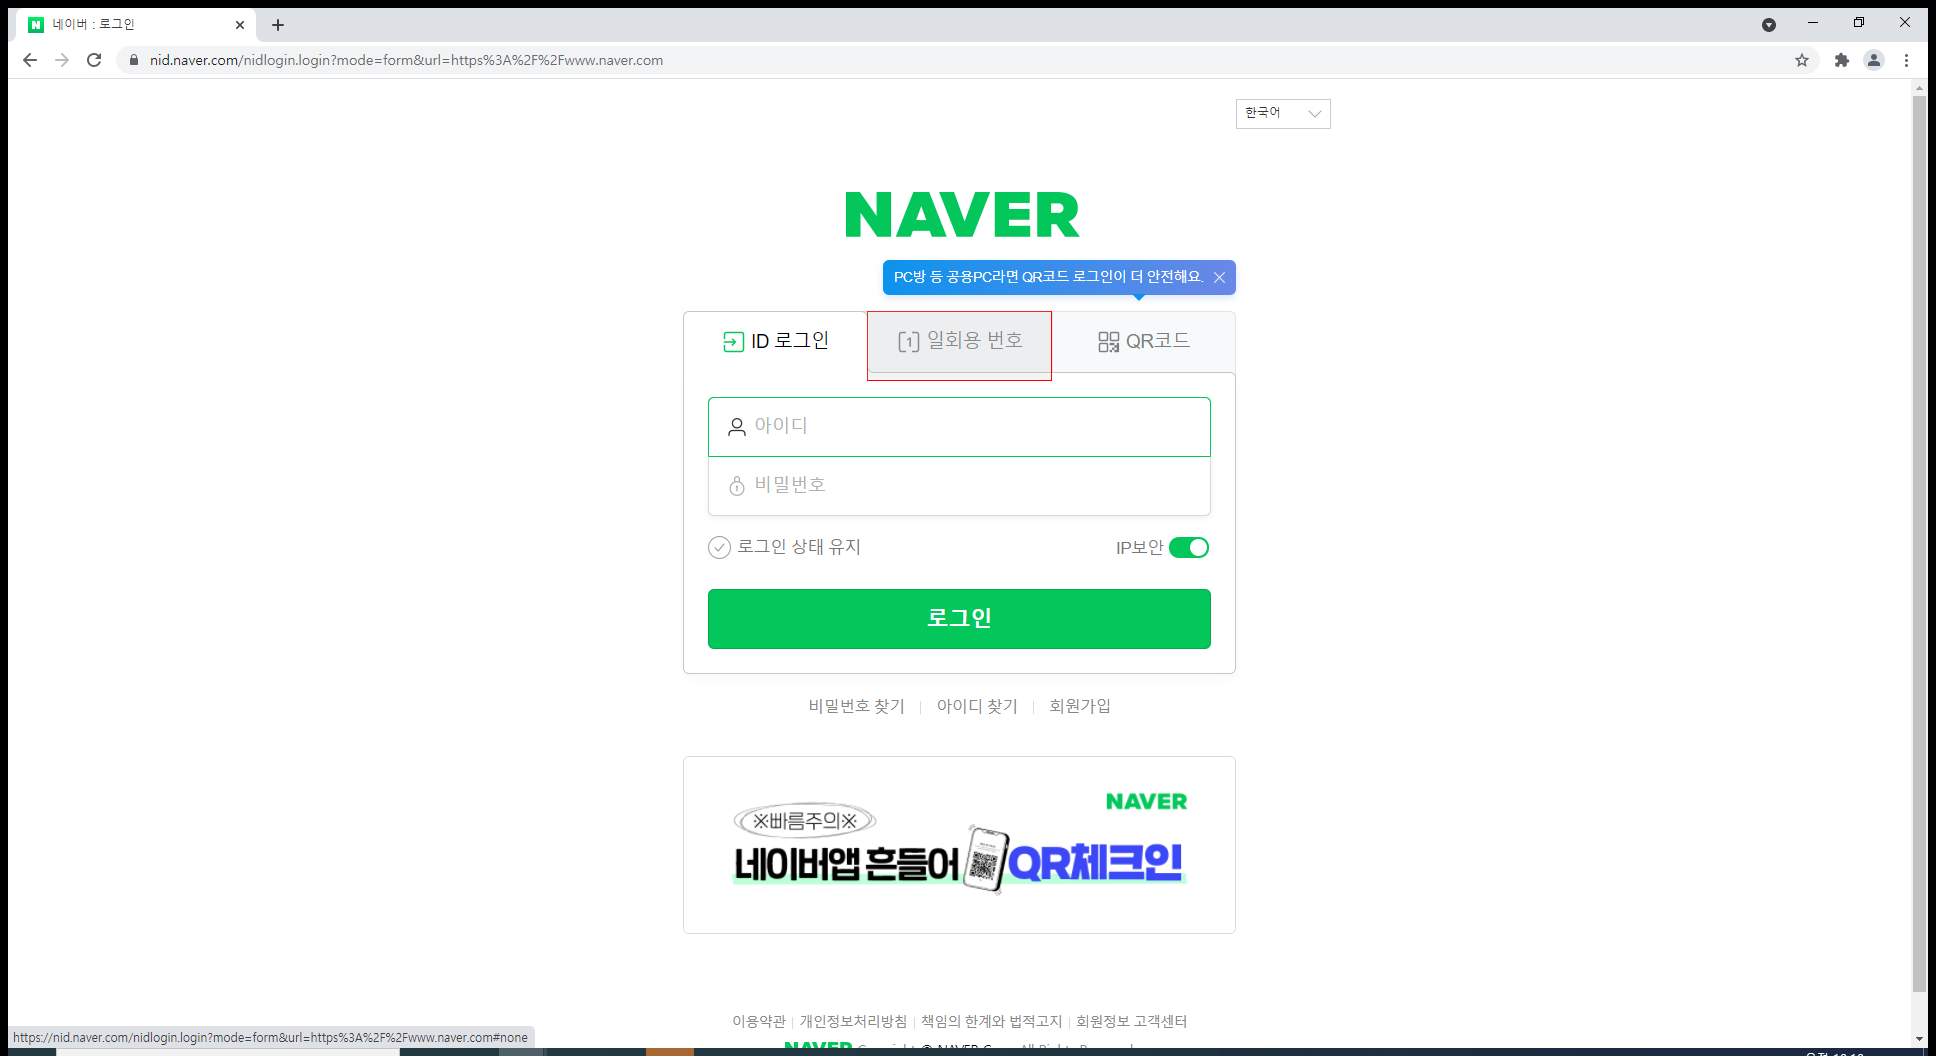 네이버 : 로그인
nid.naver.com/nidlogin.login?mode=form&url=https%3A%2F%2Fwww.naver.com
한국어
NAVER
PC방 등 공용PC라면 QR코드 로그인이 더 안전해요.
ID 로그인
1 일회용 번호
QR코드
아이디
비밀번호
로그인 상태 유지
IP보안
로그인
비밀번호 찾기 | 아이디 찾기 | 회원가입
NAVER
※빠름주의※
네이버앱 흔들어 QR체크인
이용약관 | 개인정보처리방침 | 책임의 한계와 법적고지 | 회원정보 고객센터
https://nid.naver.com/nidlogin.login?mode=form&url=https%3A%2F%2Fwww.naver.com#none
NAVER